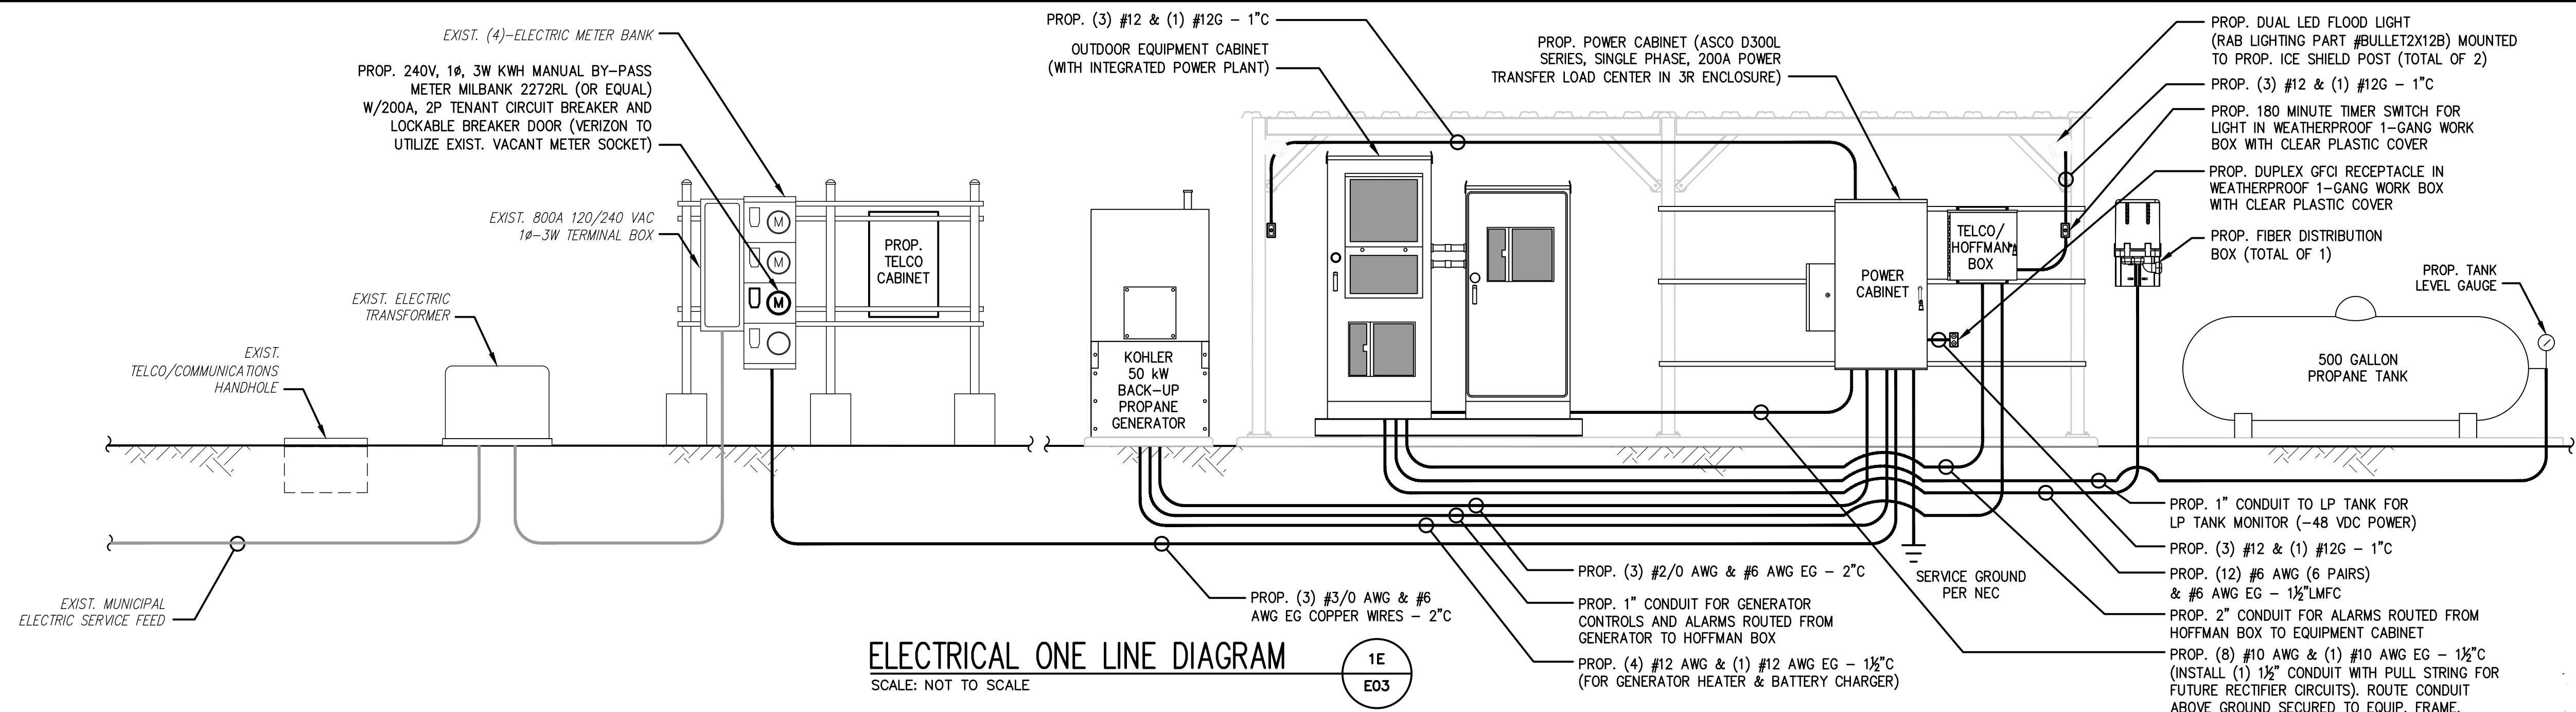 EXIST. (4)-ELECTRIC METER BANK
PROP. 240V, 1ø, 3W KWH MANUAL BY-PASS
METER MILBANK 2272RL (OR EQUAL)
W/200A, 2P TENANT CIRCUIT BREAKER AND
LOCKABLE BREAKER DOOR (VERIZON TO
UTILIZE EXIST. VACANT METER SOCKET)
EXIST. 800A 120/240 VAC
1ø-3W TERMINAL BOX
EXIST. ELECTRIC
TRANSFORMER
EXIST.
TELCO/COMMUNICATIONS
HANDHOLE
EXIST. MUNICIPAL
ELECTRIC SERVICE FEED
M
M
M
PROP.
TELCO
CABINET
PROP. (3) #12 & (1) #12G - 1"C
OUTDOOR EQUIPMENT CABINET
(WITH INTEGRATED POWER PLANT)
PROP. POWER CABINET (ASCO D300L
SERIES, SINGLE PHASE, 200A POWER
TRANSFER LOAD CENTER IN 3R ENCLOSURE)
KOHLER
50 kW
BACK-UP
PROPANE
GENERATOR
POWER
CABINET
TELCO/
HOFFMAN
BOX
PROP. DUAL LED FLOOD LIGHT
(RAB LIGHTING PART #BULLET2X12B) MOUNTED
TO PROP. ICE SHIELD POST (TOTAL OF 2)
PROP. (3) #12 & (1) #12G - 1"C
PROP. 180 MINUTE TIMER SWITCH FOR
LIGHT IN WEATHERPROOF 1-GANG WORK
BOX WITH CLEAR PLASTIC COVER
PROP. DUPLEX GFCI RECEPTACLE IN
WEATHERPROOF 1-GANG WORK BOX
WITH CLEAR PLASTIC COVER
PROP. FIBER DISTRIBUTION
BOX (TOTAL OF 1)
PROP. TANK
LEVEL GAUGE
500 GALLON
PROPANE TANK
PROP. 1" CONDUIT TO LP TANK FOR
LP TANK MONITOR (-48 VDC POWER)
PROP. (3) #12 & (1) #12G - 1"C
PROP. (12) #6 AWG (6 PAIRS)
& #6 AWG EG - 1½"LMFC
PROP. 2" CONDUIT FOR ALARMS ROUTED FROM
HOFFMAN BOX TO EQUIPMENT CABINET
PROP. (8) #10 AWG & (1) #10 AWG EG - 1½"C
(INSTALL (1) 1½" CONDUIT WITH PULL STRING FOR
FUTURE RECTIFIER CIRCUITS). ROUTE CONDUIT
ABOVE GROUND SECURED TO EQUIP. FRAME.
SERVICE GROUND
PER NEC
PROP. (3) #2/0 AWG & #6 AWG EG - 2"C
PROP. 1" CONDUIT FOR GENERATOR
CONTROLS AND ALARMS ROUTED FROM
GENERATOR TO HOFFMAN BOX
PROP. (4) #12 AWG & (1) #12 AWG EG - 1½"C
(FOR GENERATOR HEATER & BATTERY CHARGER)
PROP. (3) #3/0 AWG & #6
AWG EG COPPER WIRES - 2"C
ELECTRICAL ONE LINE DIAGRAM
SCALE: NOT TO SCALE
1E
E03